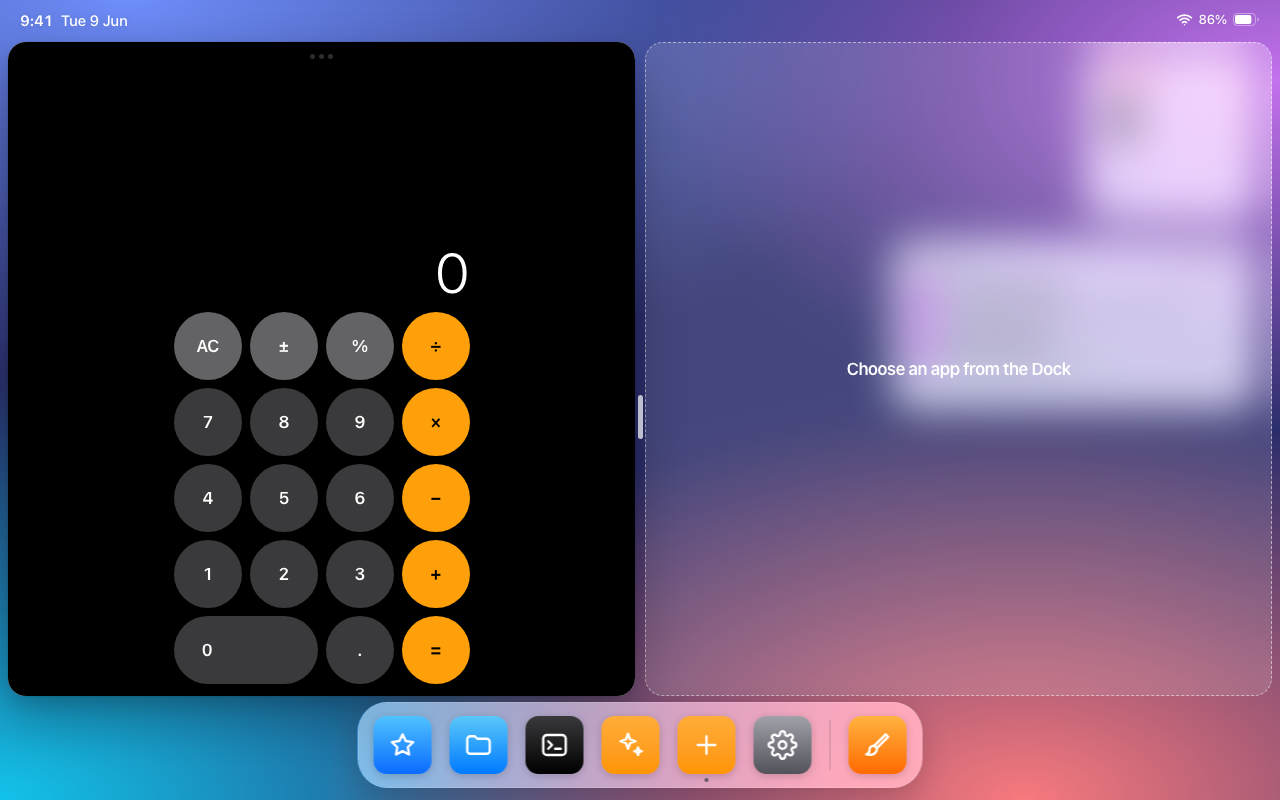 9:41 Tue 9 Jun
86%
0
AC ± % ÷
7 8 9 ×
4 5 6 −
1 2 3 +
0 . =
Choose an app from the Dock